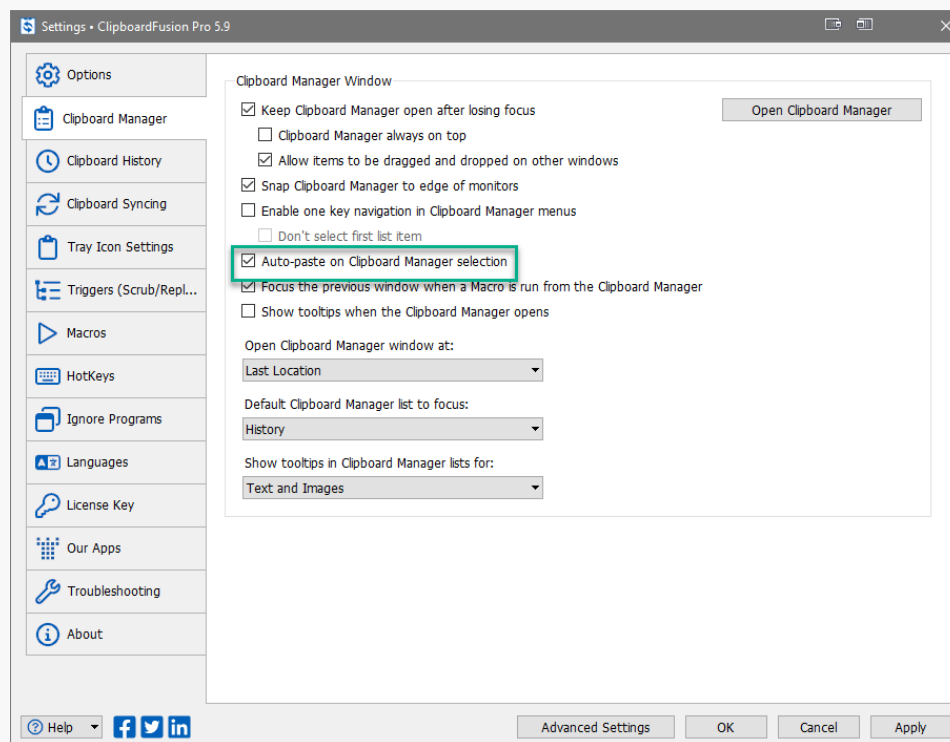 Settings • ClipboardFusion Pro 5.9
Options
Clipboard Manager
Clipboard History
Clipboard Syncing
Tray Icon Settings
Triggers (Scrub/Repl...
Macros
HotKeys
Ignore Programs
Languages
License Key
Our Apps
Troubleshooting
About
Clipboard Manager Window
Keep Clipboard Manager open after losing focus
Open Clipboard Manager
Clipboard Manager always on top
Allow items to be dragged and dropped on other windows
Snap Clipboard Manager to edge of monitors
Enable one key navigation in Clipboard Manager menus
Don't select first list item
Auto-paste on Clipboard Manager selection
Focus the previous window when a Macro is run from the Clipboard Manager
Show tooltips when the Clipboard Manager opens
Open Clipboard Manager window at:
Last Location
Default Clipboard Manager list to focus:
History
Show tooltips in Clipboard Manager lists for:
Text and Images
Help
Advanced Settings
OK
Cancel
Apply